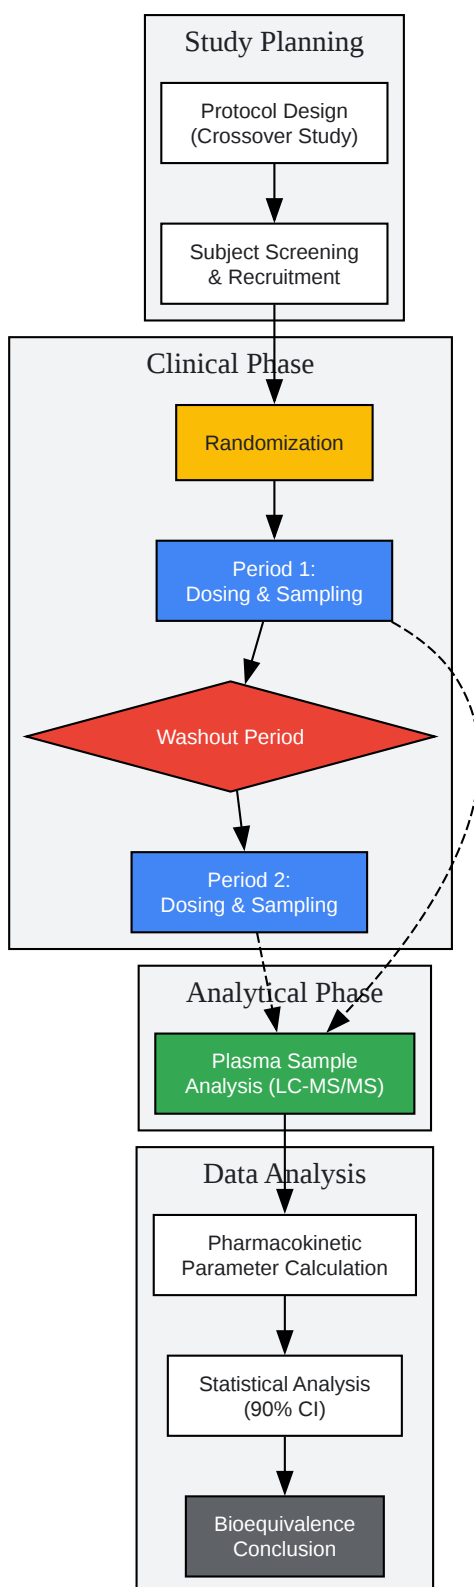 Study Planning
Protocol Design
(Crossover Study)
Subject Screening
& Recruitment
Clinical Phase
Randomization
Period 1:
Dosing & Sampling
Washout Period
Period 2:
Dosing & Sampling
Analytical Phase
Plasma Sample
Analysis (LC-MS/MS)
Data Analysis
Pharmacokinetic
Parameter Calculation
Statistical Analysis
(90% CI)
Bioequivalence
Conclusion